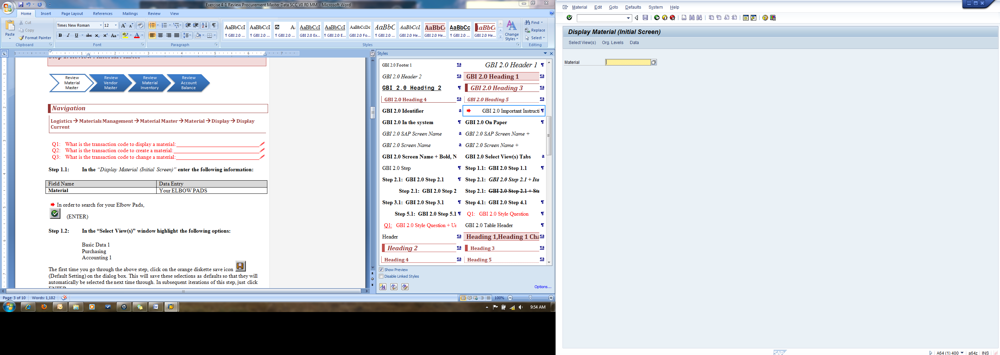 Exercise 4-1 Review Procurement Master Data SCC V0 R0 MM - Microsoft Word
Home Insert Page Layout References Mailings Review View
Paste
Cut
Copy
Format Painter
Clipboard
Times New Roman 12
Font
Paragraph
AaBbCcI AaBbCcI AaBbCcI AaBbCcI AaBbCcDd AaBbC AaBbCcL AaBbC AaBbCc
¶ GBI 2.0 ... ¶ GBI 2.0 ... ¶ GBI 2.0 ... GBI 2.0 Ex... ¶ GBI 2.0 E... GBI 2.0 Fo... ¶ GBI 2.0 ... GBI 2.0 He... GBI 2.0 He... ¶ GBI 2.0 ... GBI 2.0 He...
Change Styles
Styles
Find
Replace
Select
Editing
Step 1: Review Material Master
Review Material Master
Review Vendor Master
Review Material Inventory
Review Account Balance
Navigation
Logistics → Materials Management → Material Master → Material → Display → Display
Current
Q1: What is the transaction code to display a material:
Q2: What is the transaction code to create a material:
Q3: What is the transaction code to change a material:
Step 1.1: In the “Display Material (Initial Screen)” enter the following information:
Field Name Data Entry
Material Your ELBOW PADS
In order to search for your Elbow Pads,
(ENTER)
Step 1.2: In the “Select View(s)” window highlight the following options:
Basic Data 1
Purchasing
Accounting 1
The first time you go through the above step, click on the orange diskette save icon
(Default Setting) on the dialog box. This will save these selections as defaults so that they will
automatically be selected the next time through. In subsequent iterations of this step, just click
ENTER
Page: 3 of 10 Words: 1,182
100%
Styles
GBI 2.0 Footer 1 GBI 2.0 Header 1
GBI 2.0 Header 2 GBI 2.0 Heading 1
GBI 2.0 Heading 2 GBI 2.0 Heading 3
GBI 2.0 Heading 4 GBI 2.0 Heading 5
GBI 2.0 Identifier GBI 2.0 Important Instructi
GBI 2.0 In the system GBI 2.0 On Paper
GBI 2.0 SAP Screen Name GBI 2.0 SAP Screen Name +
GBI 2.0 Screen Name GBI 2.0 Screen Name +
GBI 2.0 Screen Name + Bold, N GBI 2.0 Select View(s) Tabs
GBI 2.0 Step Step 1.1: GBI 2.0 Step 1.1
Step 2.1: GBI 2.0 Step 2.1 Step 2.1: GBI 2.0 Step 2.1 + Ita
Step 2.1: GBI 2.0 Step 2 Step 2.1: GBI 2.0 Step 2.1 + Str
Step 3.1: GBI 2.0 Step 3.1 Step 4.1: GBI 2.0 Step 4.1
Step 5.1: GBI 2.0 Step 5.1 Q1: GBI 2.0 Style Question
Q1: GBI 2.0 Style Question + Ur GBI 2.0 Table Header
Header Heading 1,Heading 1 Cha
Heading 2 Heading 3
Heading 4 Heading 5
Show Preview
Disable Linked Styles
Options...
9:54 AM
Material Edit Goto Defaults System Help
Display Material (Initial Screen)
Select View(s) Org. Levels Data
Material
SAP
A64 (1) 400 a64z INS